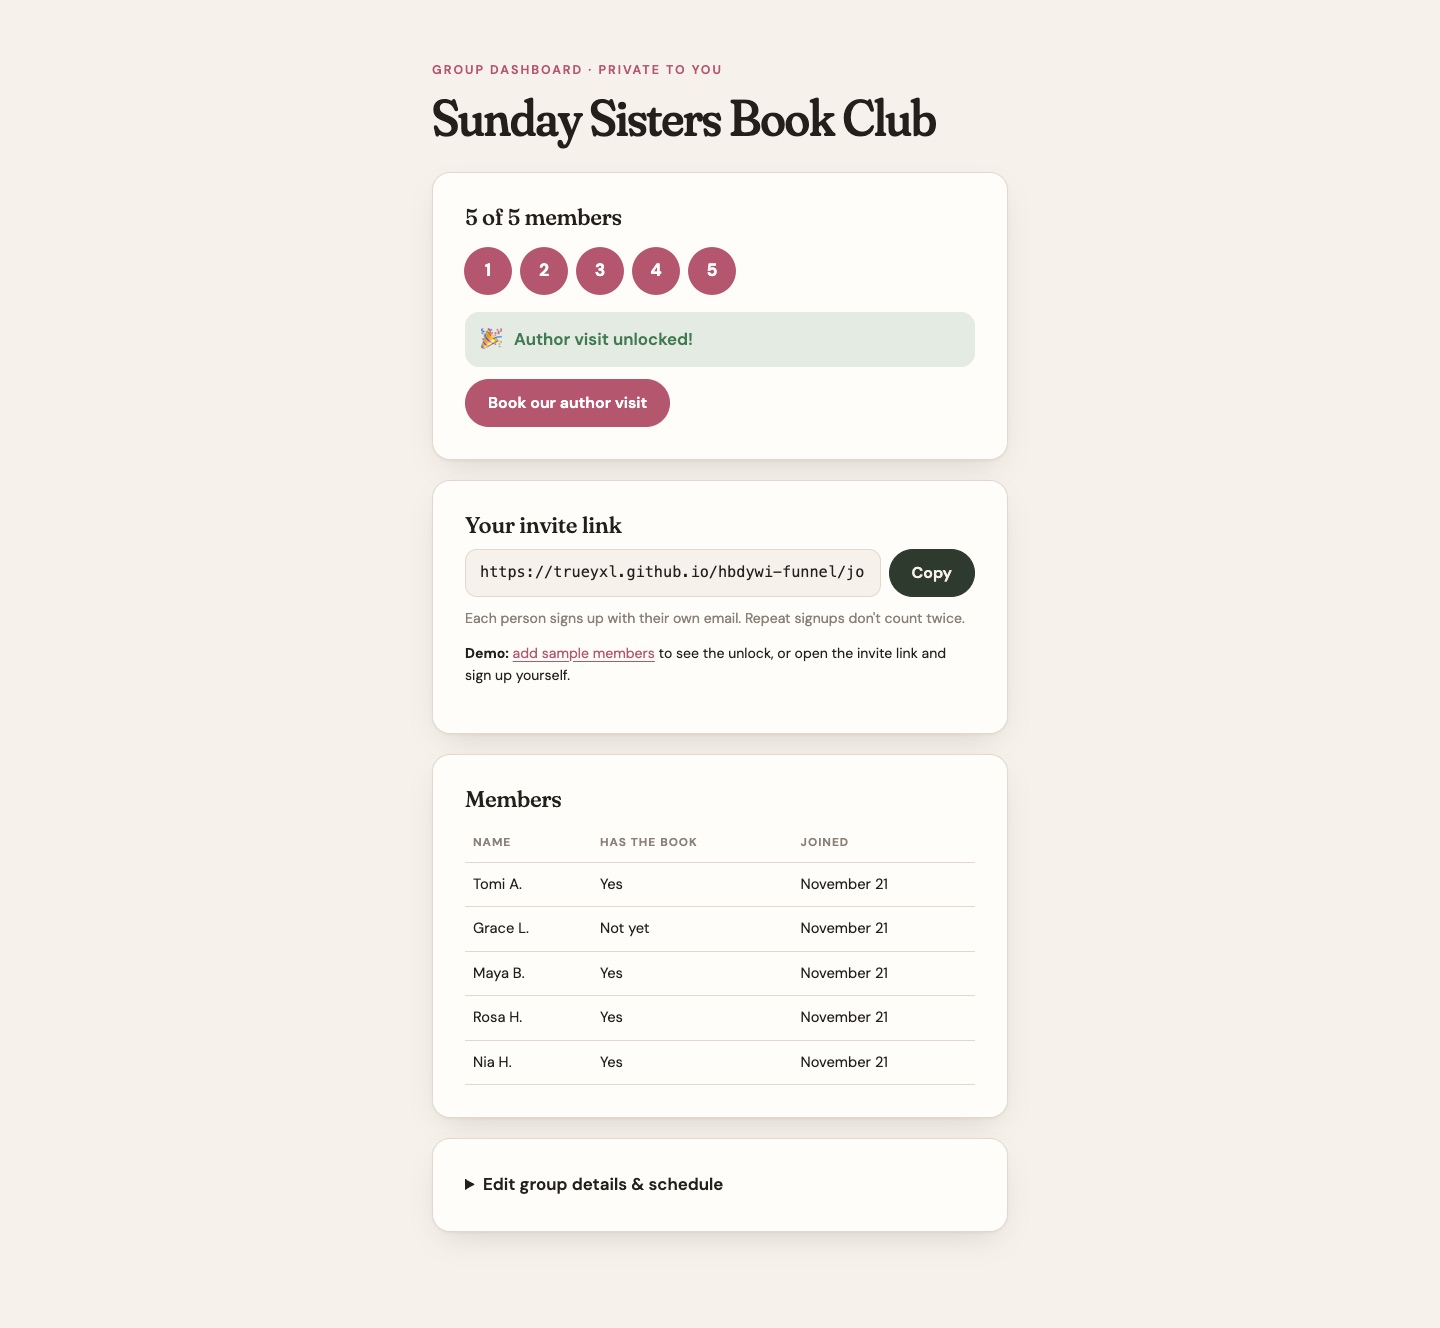 GROUP DASHBOARD · PRIVATE TO YOU
Sunday Sisters Book Club
5 of 5 members
1 2 3 4 5
🎉 Author visit unlocked!
Book our author visit
Your invite link
https://trueyxl.github.io/hbdywi-funnel/jo Copy
Each person signs up with their own email. Repeat signups don't count twice.
Demo: add sample members to see the unlock, or open the invite link and
sign up yourself.
Members
NAME HAS THE BOOK JOINED
Tomi A. Yes November 21
Grace L. Not yet November 21
Maya B. Yes November 21
Rosa H. Yes November 21
Nia H. Yes November 21
Edit group details & schedule